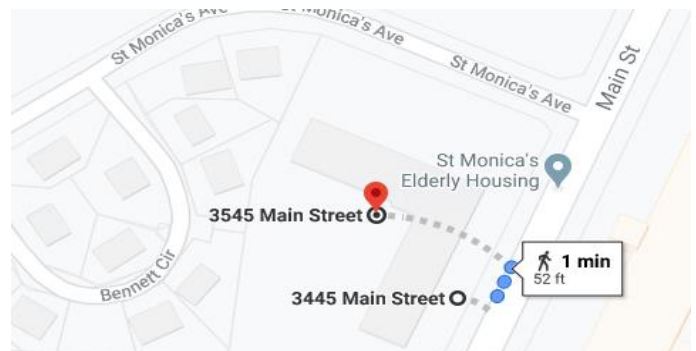 St Monica's Ave
St Monica's Ave
St Monica's Ave
Main St
St Monica's
Elderly Housing
3545 Main Street
1 min
52 ft
3445 Main Street
Bennett Cir